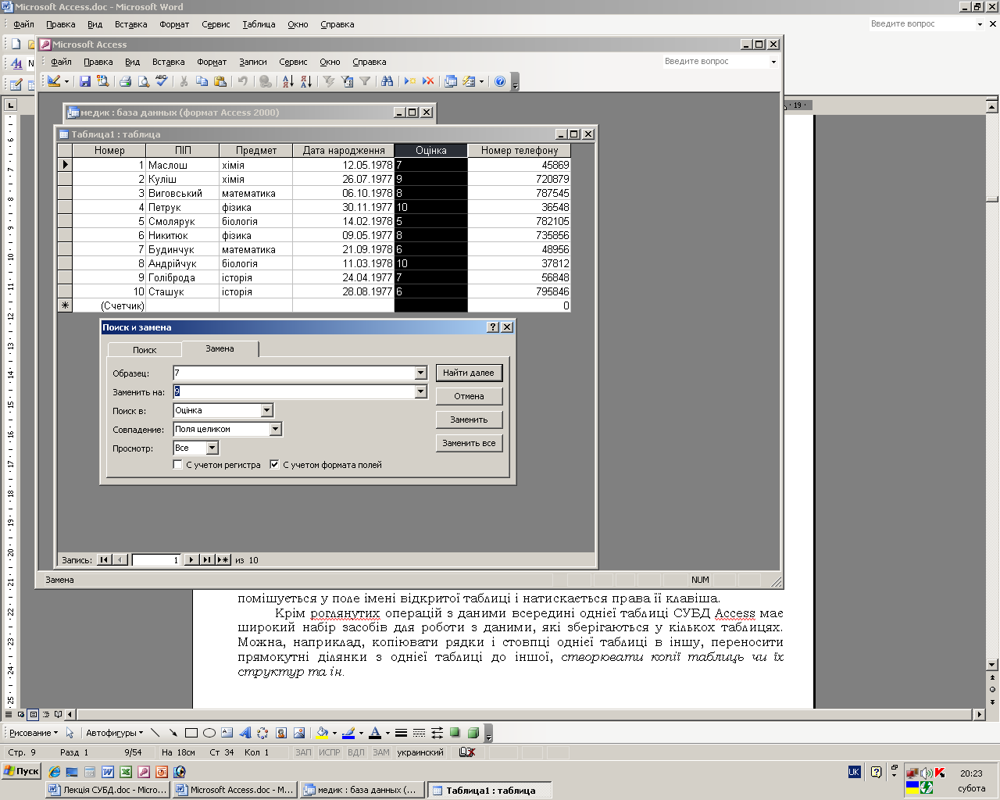 Microsoft Access.doc - Microsoft Word
Файл Правка Вид Вставка Формат Сервис Таблица Окно Справка Введите вопрос
Microsoft Access
Файл Правка Вид Вставка Формат Записи Сервис Окно Справка Введите вопрос
медик : база данных (формат Access 2000)
Таблица1 : таблица
Номер ПІП Предмет Дата народження Оцінка Номер телефону
1 Маслош хімія 12.05.1978 7 45869
2 Куліш хімія 26.07.1977 9 720879
3 Виговський математика 06.10.1978 8 787545
4 Петрук фізика 30.11.1977 10 36548
5 Смолярук біологія 14.02.1978 5 782105
6 Никитюк фізика 09.05.1977 8 735856
7 Будинчук математика 21.09.1978 6 48956
8 Андрійчук біологія 11.03.1978 10 37812
9 Голіброда історія 24.04.1977 7 56848
10 Сташук історія 28.08.1977 6 795846
(Счетчик) 0
Поиск и замена
Поиск Замена
Образец: 7 Найти далее
Заменить на: 9 Отмена
Поиск в: Оцінка Заменить
Совпадение: Поля целиком Заменить все
Просмотр: Все
С учетом регистра С учетом формата полей
Запись: 1 из 10
Замена NUM
поміщується у поле імені відкритої таблиці і натискається права її клавіша.
Крім роглянутих операцій з даними всередині однієї таблиці СУБД Access має
широкий набір засобів для роботи з даними, які зберігаються у кількох таблицях.
Можна, наприклад, копіювати рядки і стовпці однієї таблиці в іншу, переносити
прямокутні ділянки з однієї таблиці до іншої, створювати копії таблиць чи їх
структур та ін.
Рисование Автофигуры
Стр. 9 Разд 1 9/54 На 18см Ст 34 Кол 1 ЗАП ИСПР ВДЛ ЗАМ украинский
Пуск UK 20:23
Лекція СУБД.doc - Micro... Microsoft Access.doc - M... медик : база данных (... Таблица1 : таблица субота